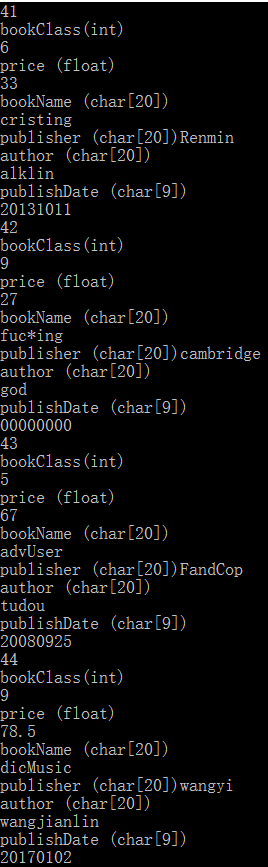 41
bookClass(int)
6
price (float)
33
bookName (char[20])
cristing
publisher (char[20])Renmin
author (char[20])
alklin
publishDate (char[9])
20131011
42
bookClass(int)
9
price (float)
27
bookName (char[20])
fuc*ing
publisher (char[20])cambridge
author (char[20])
god
publishDate (char[9])
00000000
43
bookClass(int)
5
price (float)
67
bookName (char[20])
advUser
publisher (char[20])FandCop
author (char[20])
tudou
publishDate (char[9])
20080925
44
bookClass(int)
9
price (float)
78.5
bookName (char[20])
dicMusic
publisher (char[20])wangyi
author (char[20])
wangjianlin
publishDate (char[9])
20170102